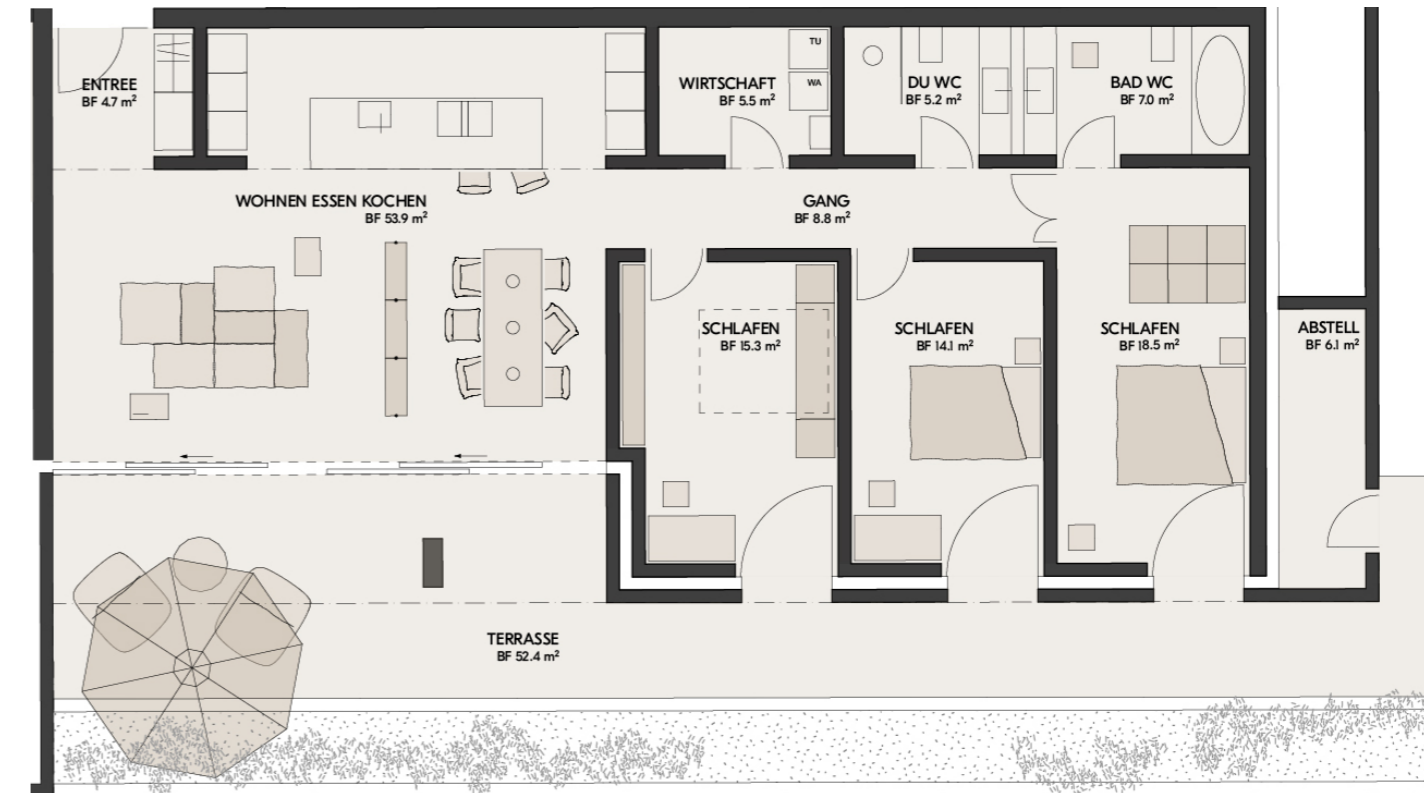 ENTREE
BF 4.7 m²
WIRTSCHAFT
BF 5.5 m²
TU
WA
DU WC
BF 5.2 m²
BAD WC
BF 7.0 m²
WOHNEN ESSEN KOCHEN
BF 53.9 m²
GANG
BF 8.8 m²
SCHLAFEN
BF 15.3 m²
SCHLAFEN
BF 14.1 m²
SCHLAFEN
BF 18.5 m²
ABSTELL
BF 6.1 m²
TERRASSE
BF 52.4 m²